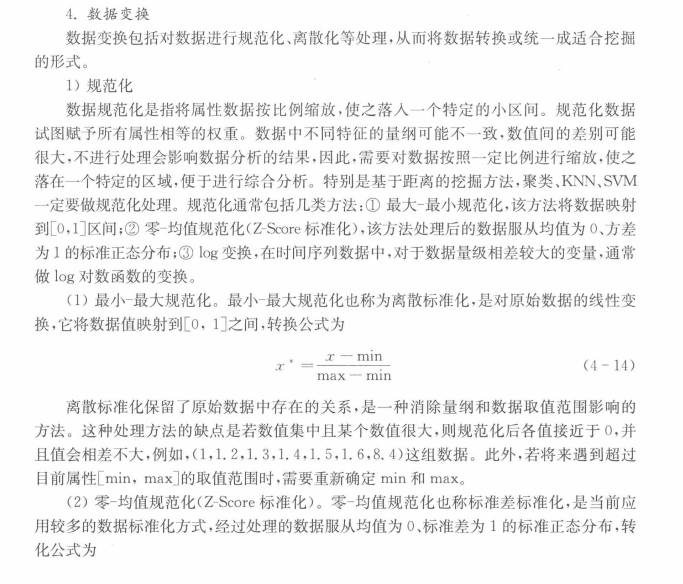 4. 数据变换
数据变换包括对数据进行规范化、离散化等处理,从而将数据转换或统一成适合挖掘
的形式。
1) 规范化
数据规范化是指将属性数据按比例缩放,使之落入一个特定的小区间。规范化数据
试图赋予所有属性相等的权重。数据中不同特征的量纲可能不一致,数值间的差别可能
很大,不进行处理会影响数据分析的结果,因此,需要对数据按照一定比例进行缩放,使之
落在一个特定的区域,便于进行综合分析。特别是基于距离的挖掘方法,聚类、KNN、SVM
一定要做规范化处理。规范化通常包括几类方法:① 最大-最小规范化,该方法将数据映射
到[0,1]区间;② 零-均值规范化(Z-Score 标准化),该方法处理后的数据服从均值为 0、方差
为1的标准正态分布;③ log 变换,在时间序列数据中,对于数据量级相差较大的变量,通常
做 log 对数函数的变换。
(1) 最小-最大规范化。最小-最大规范化也称为离散标准化,是对原始数据的线性变
换,它将数据值映射到[0, 1]之间,转换公式为
x* = (x − min) / (max − min) (4-14)
离散标准化保留了原始数据中存在的关系,是一种消除量纲和数据取值范围影响的
方法。这种处理方法的缺点是若数值集中且某个数值很大,则规范化后各值接近于0,并
且值会相差不大,例如,(1,1.2,1.3,1.4,1.5,1.6,8.4)这组数据。此外,若将来遇到超过
目前属性[min, max]的取值范围时,需要重新确定 min 和 max。
(2) 零-均值规范化(Z-Score 标准化)。零-均值规范化也称标准差标准化,是当前应
用较多的数据标准化方式,经过处理的数据服从均值为 0、标准差为 1 的标准正态分布,转
化公式为